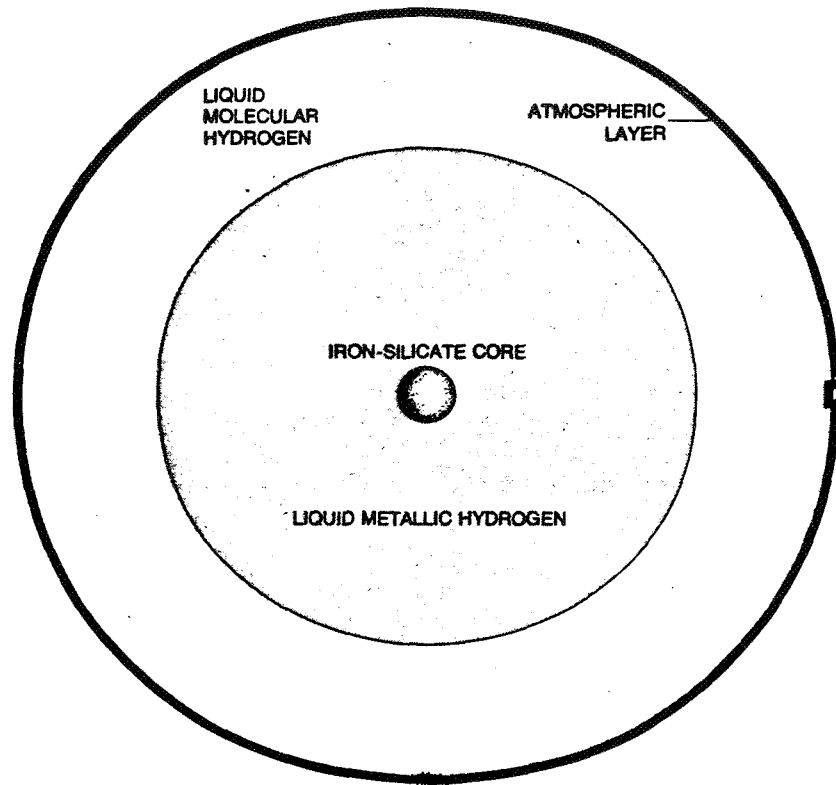 LIQUID
MOLECULAR
HYDROGEN
ATMOSPHERIC
LAYER
IRON-SILICATE CORE
LIQUID METALLIC HYDROGEN